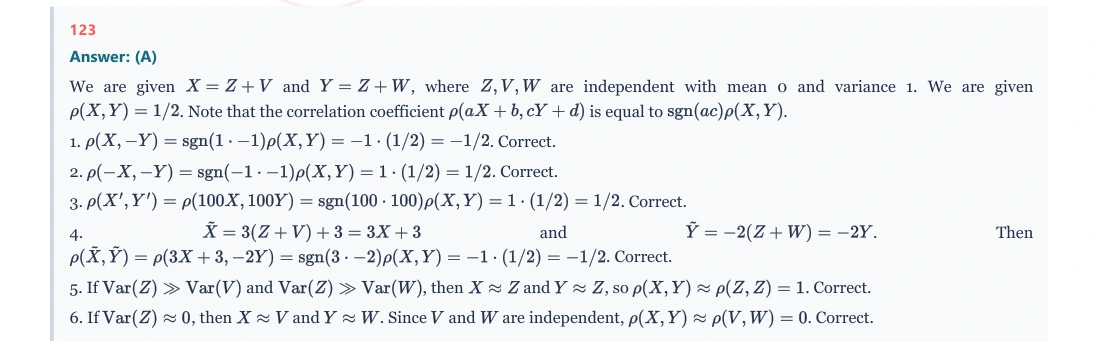 123
Answer: (A)
We are given X = Z + V and Y = Z + W, where Z, V, W are independent with mean 0 and variance 1. We are given
ρ(X, Y) = 1/2. Note that the correlation coefficient ρ(aX + b, cY + d) is equal to sgn(ac)ρ(X, Y).
1. ρ(X, −Y) = sgn(1 · −1)ρ(X, Y) = −1 · (1/2) = −1/2. Correct.
2. ρ(−X, −Y) = sgn(−1 · −1)ρ(X, Y) = 1 · (1/2) = 1/2. Correct.
3. ρ(X′, Y′) = ρ(100X, 100Y) = sgn(100 · 100)ρ(X, Y) = 1 · (1/2) = 1/2. Correct.
4. X̃ = 3(Z + V) + 3 = 3X + 3 and Ỹ = −2(Z + W) = −2Y. Then
ρ(X̃, Ỹ) = ρ(3X + 3, −2Y) = sgn(3 · −2)ρ(X, Y) = −1 · (1/2) = −1/2. Correct.
5. If Var(Z) ≫ Var(V) and Var(Z) ≫ Var(W), then X ≈ Z and Y ≈ Z, so ρ(X, Y) ≈ ρ(Z, Z) = 1. Correct.
6. If Var(Z) ≈ 0, then X ≈ V and Y ≈ W. Since V and W are independent, ρ(X, Y) ≈ ρ(V, W) = 0. Correct.